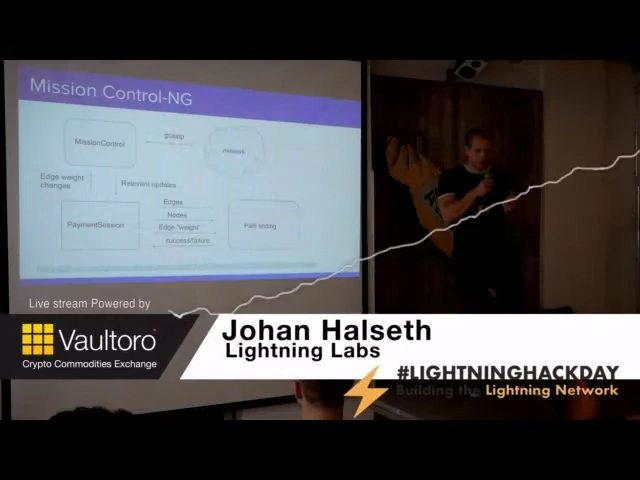 Mission Control-NG
gossip
MissionControl
network
Edge weight
changes
Relevant updates
Edges
Nodes
PaymentSession
Edge "weight"
Path finding
success/failure
Live stream Powered by
Vaultoro
Crypto Commodities Exchange
Johan Halseth
Lightning Labs
#LIGHTNINGHACKDAY
Building the Lightning Network